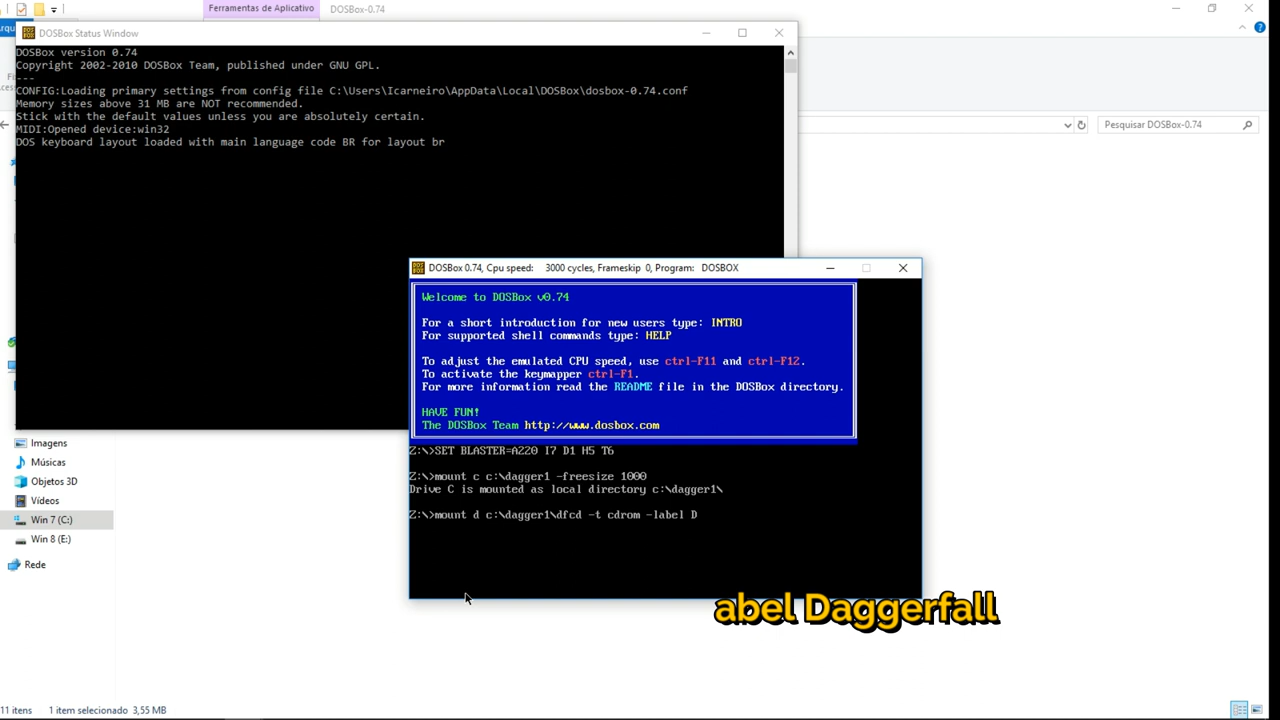 Ferramentas de Aplicativo
DOSBox-0.74
DOSBox Status Window
DOSBox version 0.74
Copyright 2002-2010 DOSBox Team, published under GNU GPL.
---
CONFIG:Loading primary settings from config file C:\Users\Icarneiro\AppData\Local\DOSBox\dosbox-0.74.conf
Memory sizes above 31 MB are NOT recommended.
Stick with the default values unless you are absolutely certain.
MIDI:Opened device:win32
DOS keyboard layout loaded with main language code BR for layout br
Pesquisar DOSBox-0.74
DOSBox 0.74, Cpu speed: 3000 cycles, Frameskip 0, Program: DOSBOX
Welcome to DOSBox v0.74
For a short introduction for new users type: INTRO
For supported shell commands type: HELP
To adjust the emulated CPU speed, use ctrl-F11 and ctrl-F12.
To activate the keymapper ctrl-F1.
For more information read the README file in the DOSBox directory.
HAVE FUN!
The DOSBox Team http://www.dosbox.com
Z:\>SET BLASTER=A220 I7 D1 H5 T6
Z:\>mount c c:\dagger1 -freesize 1000
Drive C is mounted as local directory c:\dagger1\
Z:\>mount d c:\dagger1\dfcd -t cdrom -label D
Imagens
Músicas
Objetos 3D
Vídeos
Win 7 (C:)
Win 8 (E:)
Rede
abel Daggerfall
11 itens
1 item selecionado 3,55 MB